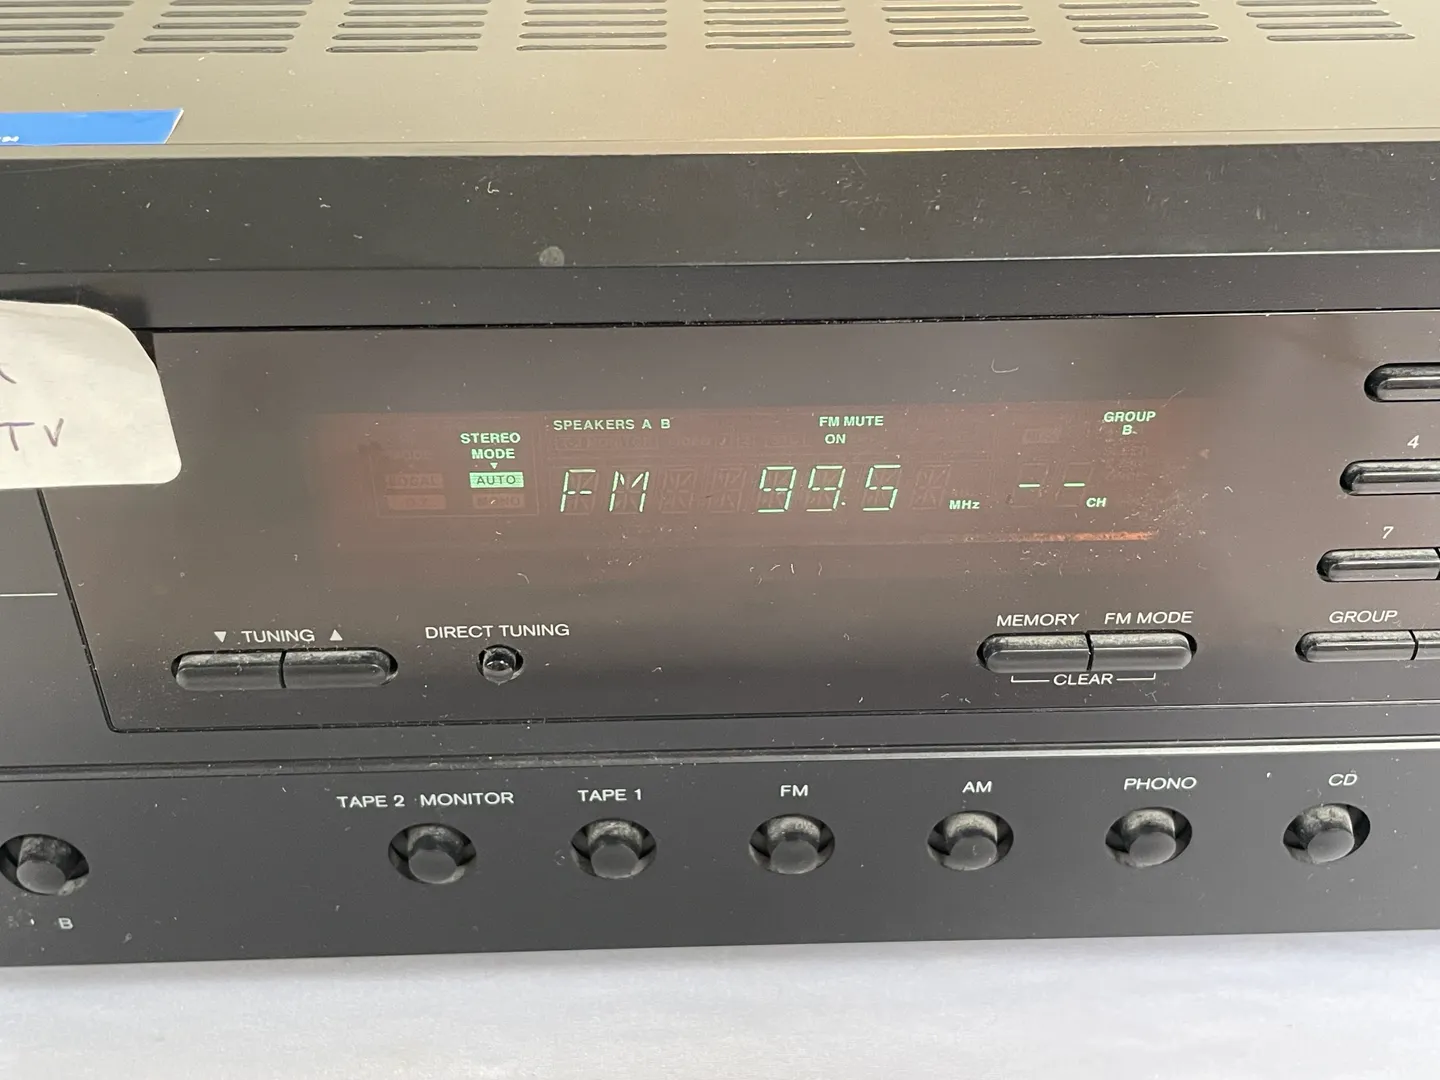 TV
SPEAKERS A B
FM MUTE
ON
GROUP
B
STEREO
MODE
▼
AUTO
FM 99.5 MHz -- CH
4
7
▼ TUNING ▲
DIRECT TUNING
MEMORY FM MODE
CLEAR
GROUP
TAPE 2 MONITOR
TAPE 1
FM
AM
PHONO
CD
B